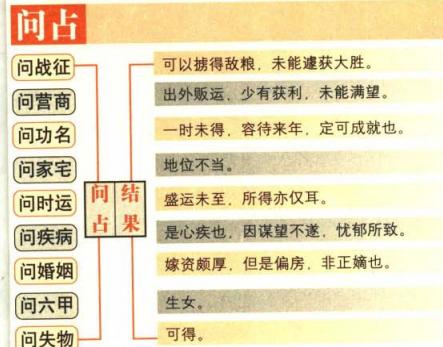 问占
问战征 可以掳得敌粮，未能遽获大胜。
问营商 出外贩运，少有获利，未能满望。
问功名 一时未得，容待来年，定可成就也。
问家宅 地位不当。
问时运 盛运未至，所得亦仅耳。
问疾病 是心疾也，因谋望不遂，忧郁所致。
问婚姻 嫁资颇厚，但是偏房，非正嫡也。
问六甲 生女。
问失物 可得。
问占
结果